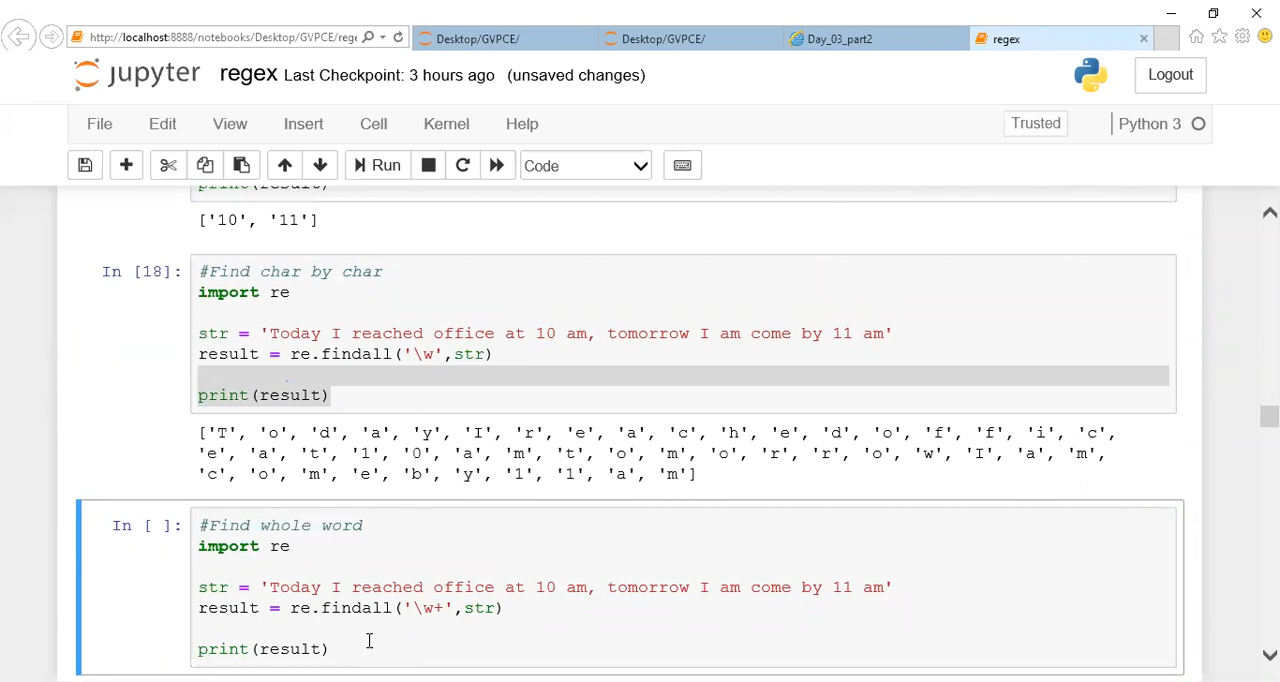 http://localhost:8888/notebooks/Desktop/GVPCE/rege
Desktop/GVPCE/
Desktop/GVPCE/
Day_03_part2
regex
jupyter regex Last Checkpoint: 3 hours ago (unsaved changes)
Logout
File Edit View Insert Cell Kernel Help
Trusted
Python 3
Run
Code
print(result)
['10', '11']
In [18]:
#Find char by char
import re
str = 'Today I reached office at 10 am, tomorrow I am come by 11 am'
result = re.findall('\w',str)
print(result)
['T', 'o', 'd', 'a', 'y', 'I', 'r', 'e', 'a', 'c', 'h', 'e', 'd', 'o', 'f', 'f', 'i', 'c',
'e', 'a', 't', '1', '0', 'a', 'm', 't', 'o', 'm', 'o', 'r', 'r', 'o', 'w', 'I', 'a', 'm',
'c', 'o', 'm', 'e', 'b', 'y', '1', '1', 'a', 'm']
In [ ]:
#Find whole word
import re
str = 'Today I reached office at 10 am, tomorrow I am come by 11 am'
result = re.findall('\w+',str)
print(result)